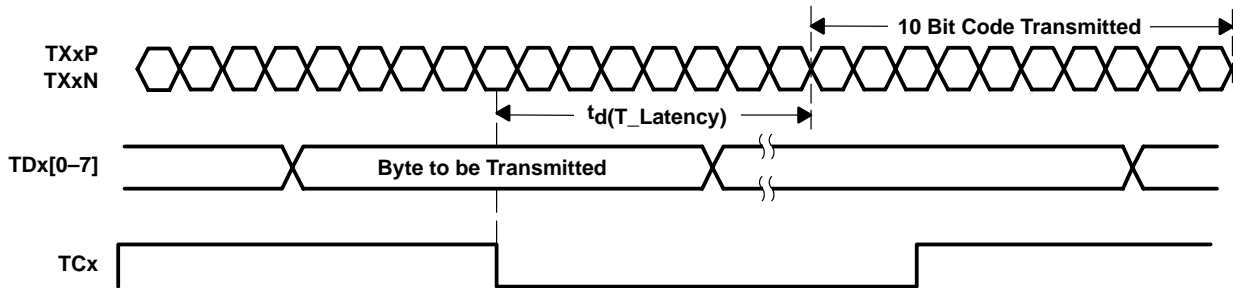 10 Bit Code Transmitted
TXxP
TXxN
td(T_Latency)
TDx[0–7]
Byte to be Transmitted
TCx